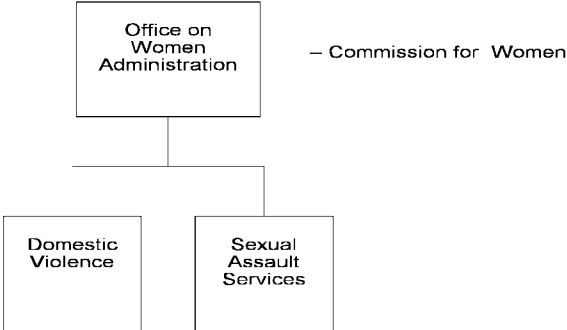 Office on
Women
Administration
– Commission for Women
Domestic
Violence
Sexual
Assault
Services